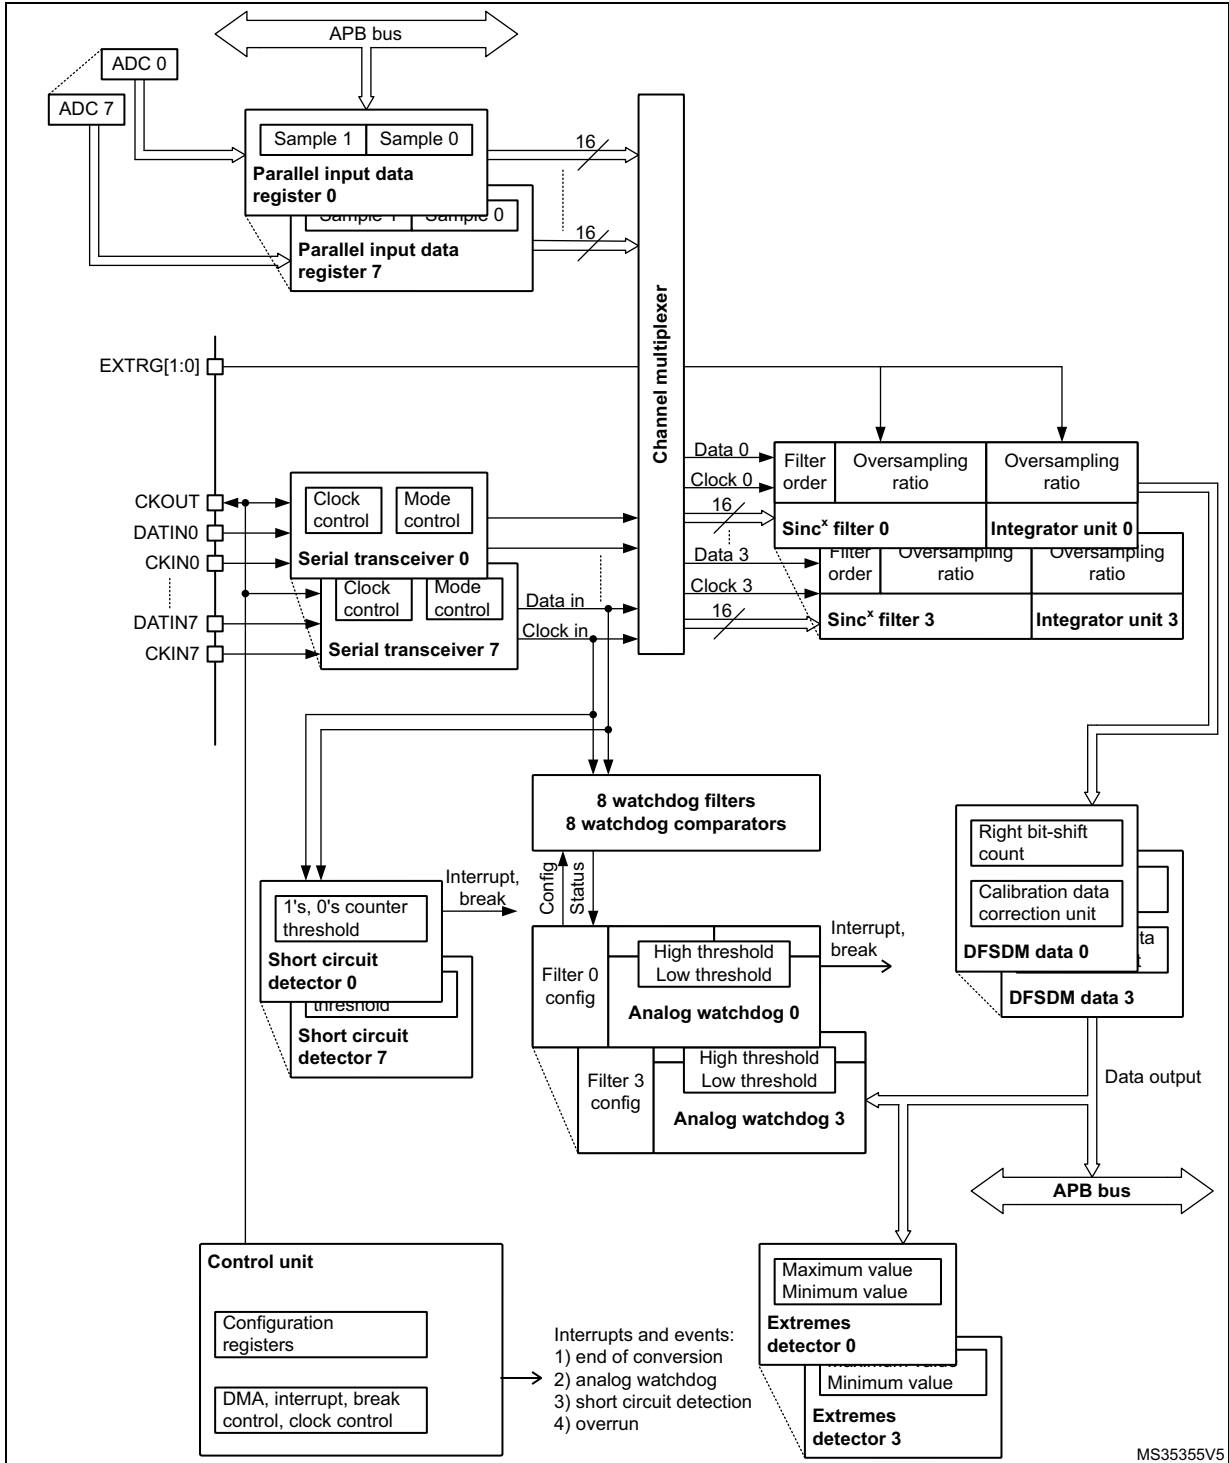 APB bus
ADC 0
ADC 7
Sample 1
Sample 0
Parallel input data
register 0
Sample 1
Sample 0
Parallel input data
register 7
16
16
Channel multiplexer
EXTRG[1:0]
CKOUT
DATIN0
CKIN0
DATIN7
CKIN7
Clock
control
Mode
control
Serial transceiver 0
Clock
control
Mode
control
Serial transceiver 7
Data in
Clock in
Data 0
Clock 0
16
Data 3
Clock 3
16
Filter
order
Oversampling
ratio
Oversampling
ratio
Sincˣ filter 0
Integrator unit 0
Filter
order
Oversampling
ratio
Oversampling
ratio
Sincˣ filter 3
Integrator unit 3
8 watchdog filters
8 watchdog comparators
Config
Status
Interrupt,
break
1's, 0's counter
threshold
Short circuit
detector 0
threshold
Short circuit
detector 7
Filter 0
config
High threshold
Low threshold
Analog watchdog 0
Interrupt,
break
Filter 3
config
High threshold
Low threshold
Analog watchdog 3
Right bit-shift
count
Calibration data
correction unit
DFSDM data 0
DFSDM data 3
Data output
APB bus
Control unit
Configuration
registers
DMA, interrupt, break
control, clock control
Interrupts and events:
1) end of conversion
2) analog watchdog
3) short circuit detection
4) overrun
Maximum value
Minimum value
Extremes
detector 0
Maximum value
Minimum value
Extremes
detector 3
MS35355V5